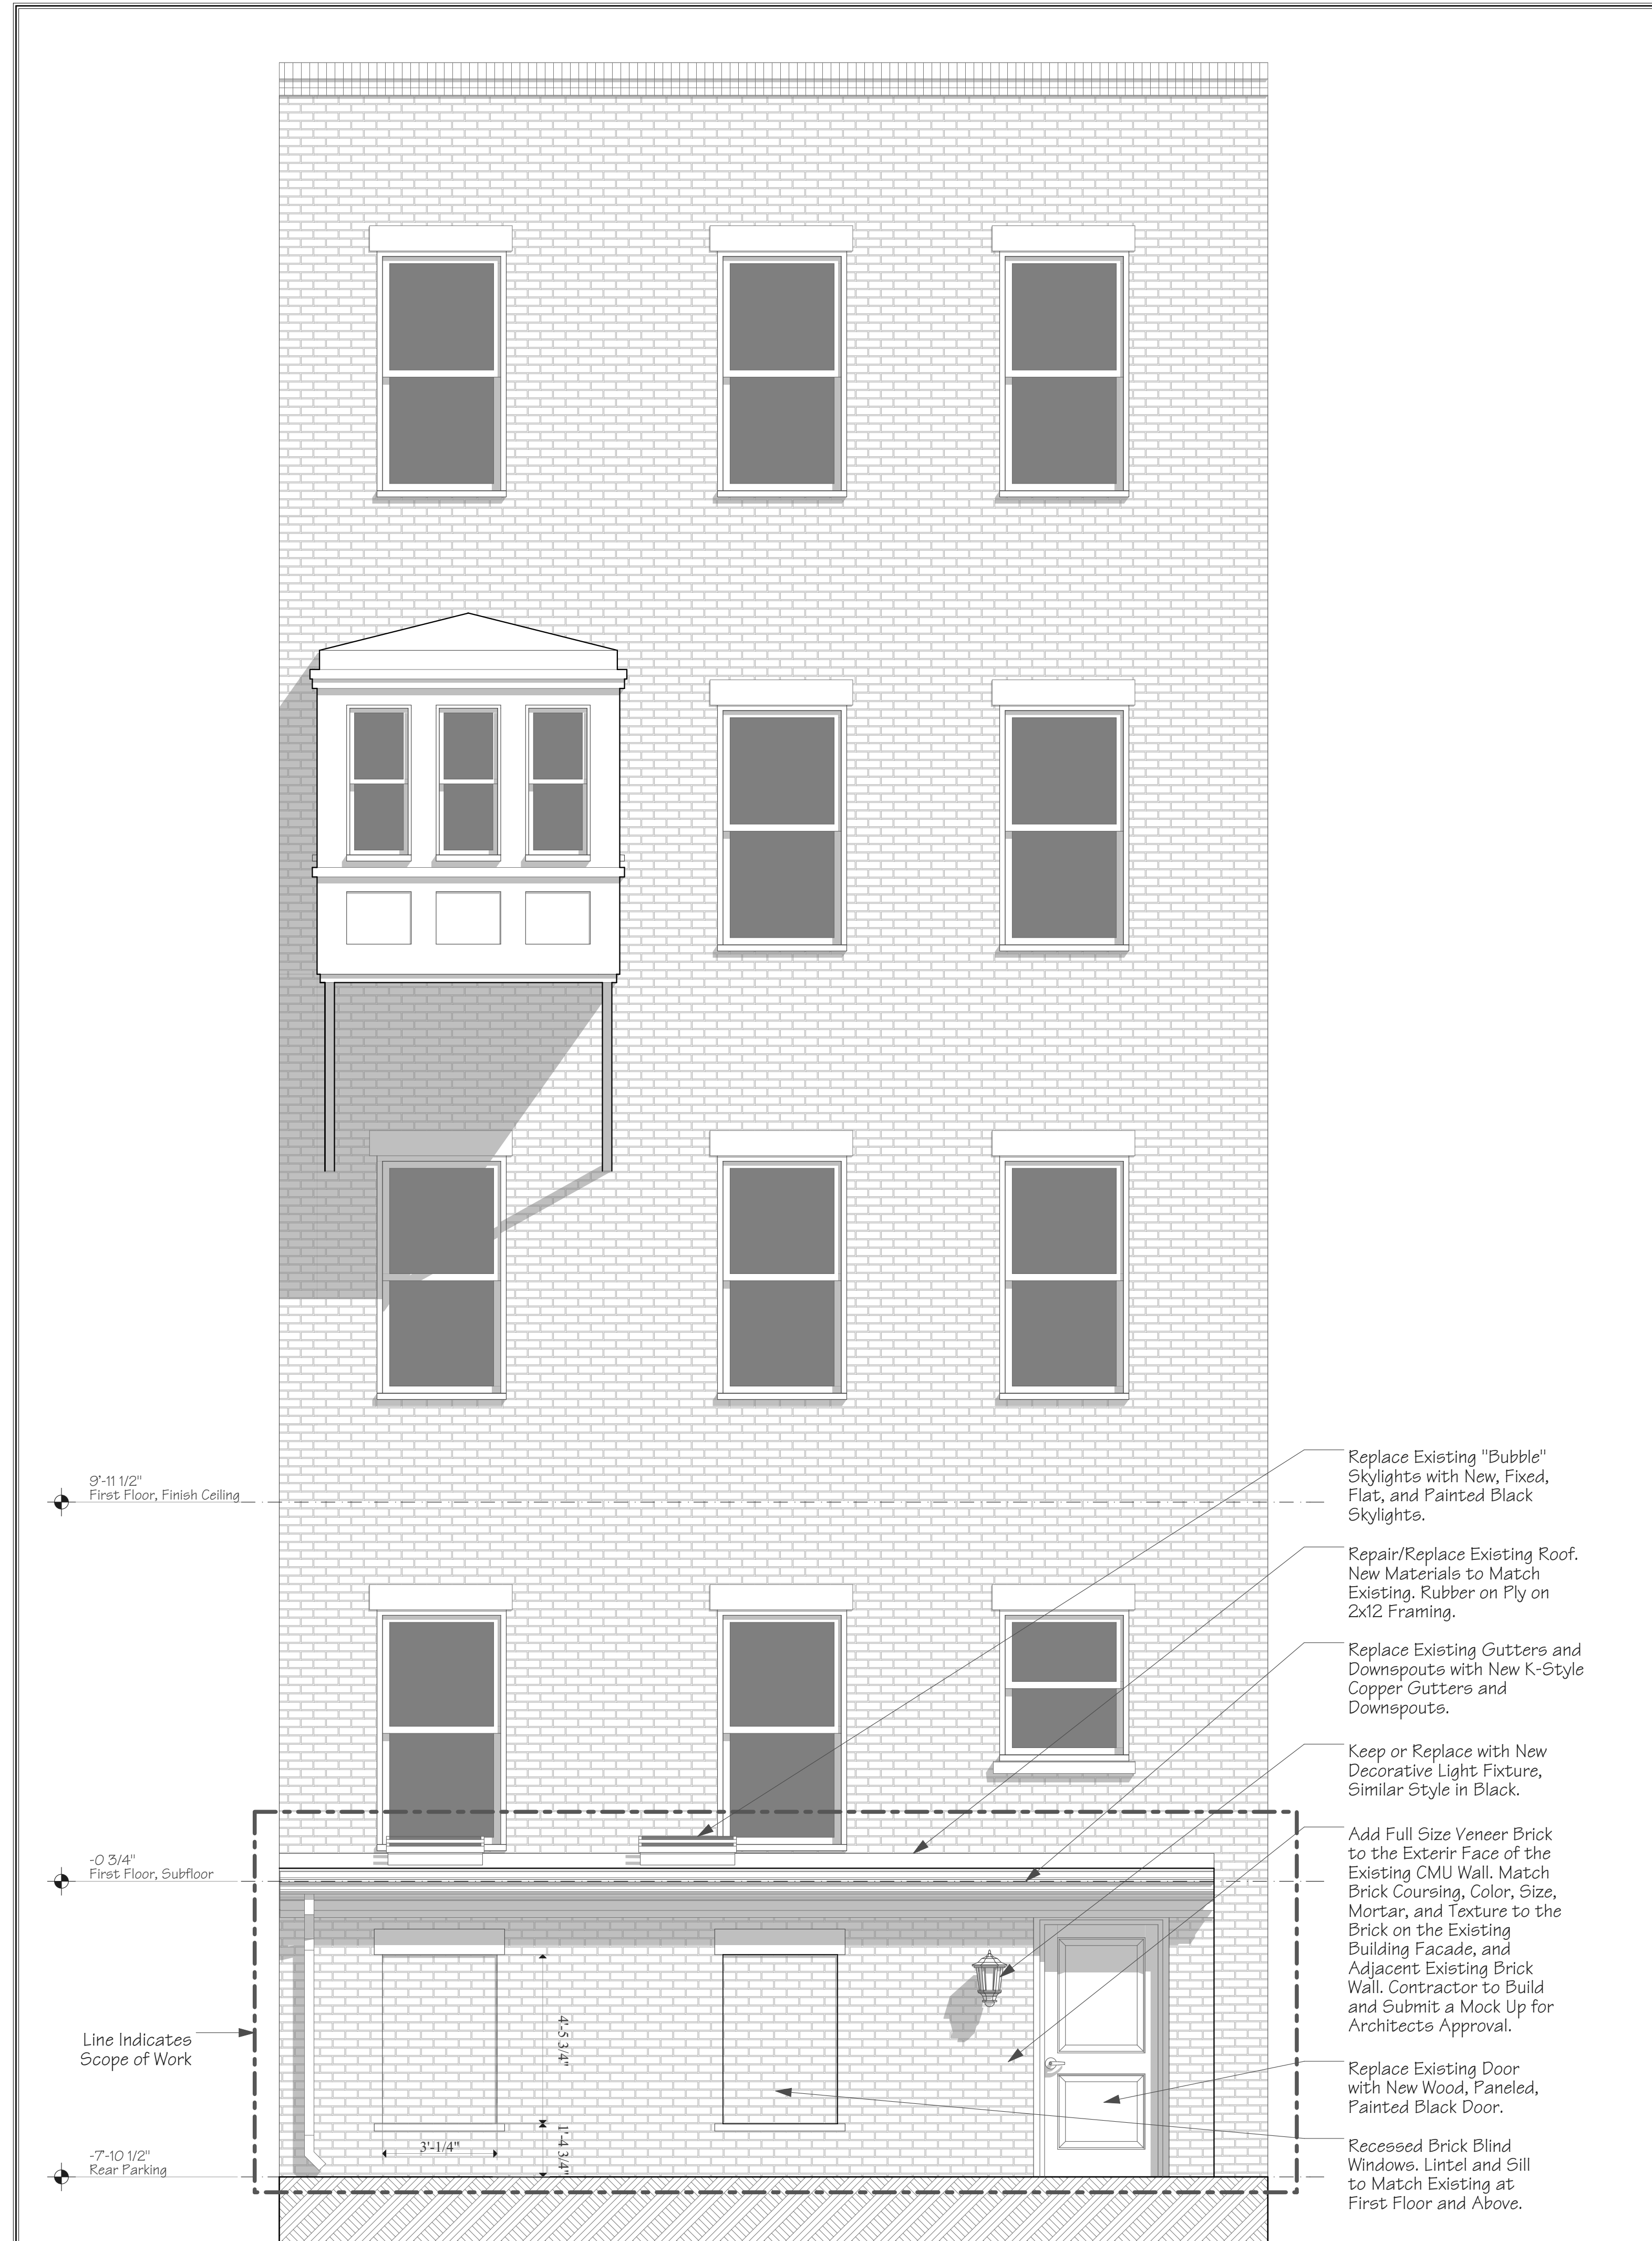 9'-11 1/2"
First Floor, Finish Ceiling
Replace Existing "Bubble"
Skylights with New, Fixed,
Flat, and Painted Black
Skylights.
Repair/Replace Existing Roof.
New Materials to Match
Existing. Rubber on Ply on
2x12 Framing.
Replace Existing Gutters and
Downspouts with New K-Style
Copper Gutters and
Downspouts.
Keep or Replace with New
Decorative Light Fixture,
Similar Style in Black.
-0 3/4"
First Floor, Subfloor
Add Full Size Veneer Brick
to the Exterir Face of the
Existing CMU Wall. Match
Brick Coursing, Color, Size,
Mortar, and Texture to the
Brick on the Existing
Building Facade, and
Adjacent Existing Brick
Wall. Contractor to Build
and Submit a Mock Up for
Architects Approval.
Line Indicates
Scope of Work
4'-5 3/4"
Replace Existing Door
with New Wood, Paneled,
Painted Black Door.
3'-1/4"
1'-4 3/4"
-7'-10 1/2"
Rear Parking
Recessed Brick Blind
Windows. Lintel and Sill
to Match Existing at
First Floor and Above.